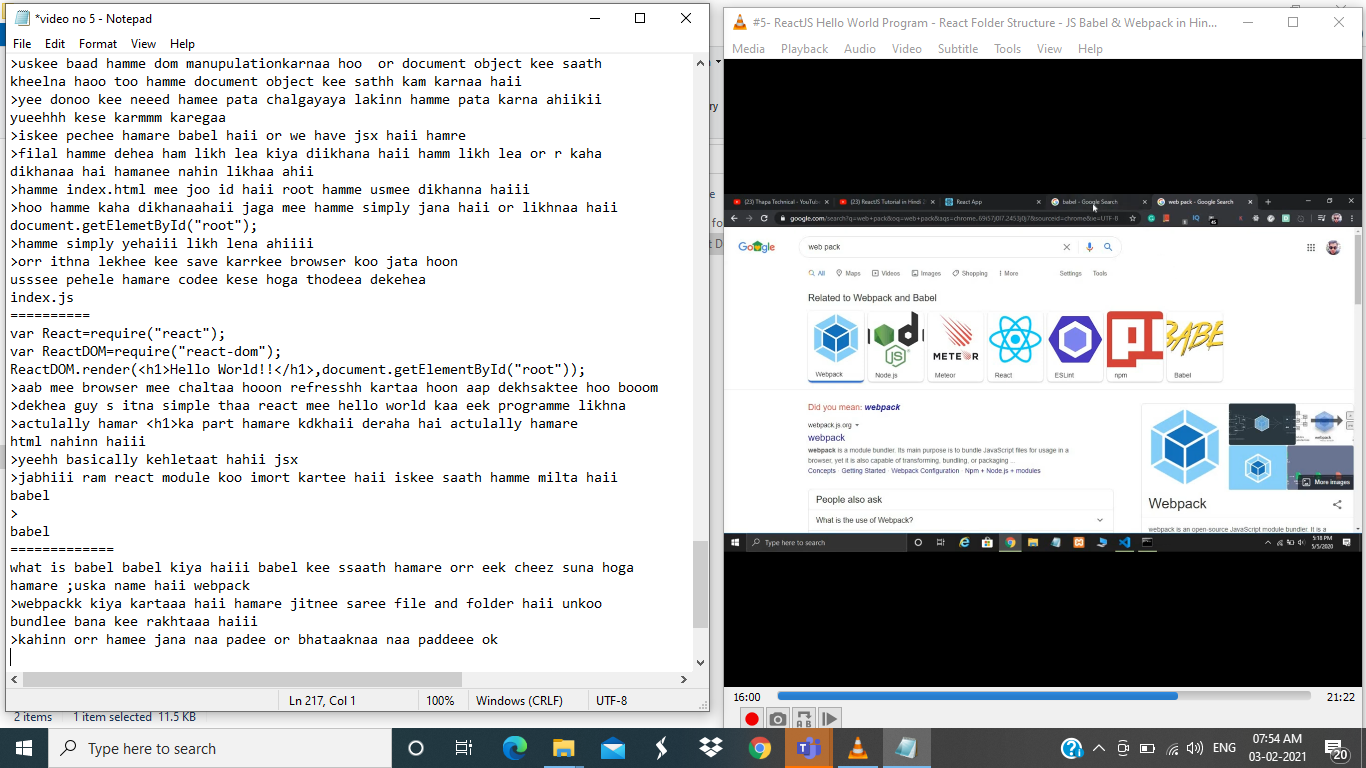 *video no 5 - Notepad
File Edit Format View Help
>uskee baad hamme dom manupulationkarnaa hoo or document object kee saath
kheelna haoo too hamme document object kee sathh kam karnaa haii
>yee donoo kee neeed hamee pata chalgayaya lakinn hamme pata karna ahiikii
yueehhh kese karmmm karegaa
>iskee pechee hamare babel haii or we have jsx haii hamre
>filal hamme dehea ham likh lea kiya diikhana haii hamm likh lea or r kaha
dikhanaa hai hamanee nahin likhaa ahii
>hamme index.html mee joo id haii root hamme usmee dikhanna haiii
>hoo hamme kaha dikhanaahaii jaga mee hamme simply jana haii or likhnaa haii
document.getElemetById("root");
>hamme simply yehaiii likh lena ahiiii
>orr ithna lekhee kee save karrkee browser koo jata hoon
usssee pehele hamare codee kese hoga thodeea dekehea
index.js
==========
var React=require("react");
var ReactDOM=require("react-dom");
ReactDOM.render(<h1>Hello World!!</h1>,document.getElementById("root"));
>aab mee browser mee chaltaa hooon refresshh kartaa hoon aap dekhsaktee hoo booom
>dekhea guy s itna simple thaa react mee hello world kaa eek programme likhna
>actulally hamar <h1>ka part hamare kdkhaii deraha hai actulally hamare
html nahinn haiii
>yeehh basically kehletaat hahii jsx
>jabhiii ram react module koo imort kartee haii iskee saath hamme milta haii
babel
>
babel
=============
what is babel babel kiya haiii babel kee ssaath hamare orr eek cheez suna hoga
hamare ;uska name haii webpack
>webpackk kiya kartaaa haii hamare jitnee saree file and folder haii unkoo
bundlee bana kee rakhtaaa haiii
>kahinn orr hamee jana naa padee or bhataaknaa naa paddeee ok
Ln 217, Col 1 100% Windows (CRLF) UTF-8
2 items 1 item selected 11.5 KB
#5- ReactJS Hello World Program - React Folder Structure - JS Babel & Webpack in Hin...
Media Playback Audio Video Subtitle Tools View Help
(23) Thapa Technical - YouTu (23) ReactJS Tutorial in Hindi React App babel - Google Search web pack - Google Search
Google
web pack
All Maps Videos Images Shopping More Settings Tools
Related to Webpack and Babel
Webpack Node.js Meteor React ESLint npm Babel
Did you mean: webpack
webpack.js.org
webpack
webpack is a module bundler. Its main purpose is to bundle JavaScript files for usage in a
browser, yet it is also capable of transforming, bundling, or packaging ...
Concepts · Getting Started · Webpack Configuration · Npm + Node.js + modules
People also ask
What is the use of Webpack?
More images
Webpack
webpack is an open-source JavaScript module bundler. It is a
Type here to search
5:18 PM
5/5/2020
16:00 21:22
Type here to search
ENG
07:54 AM
03-02-2021
20